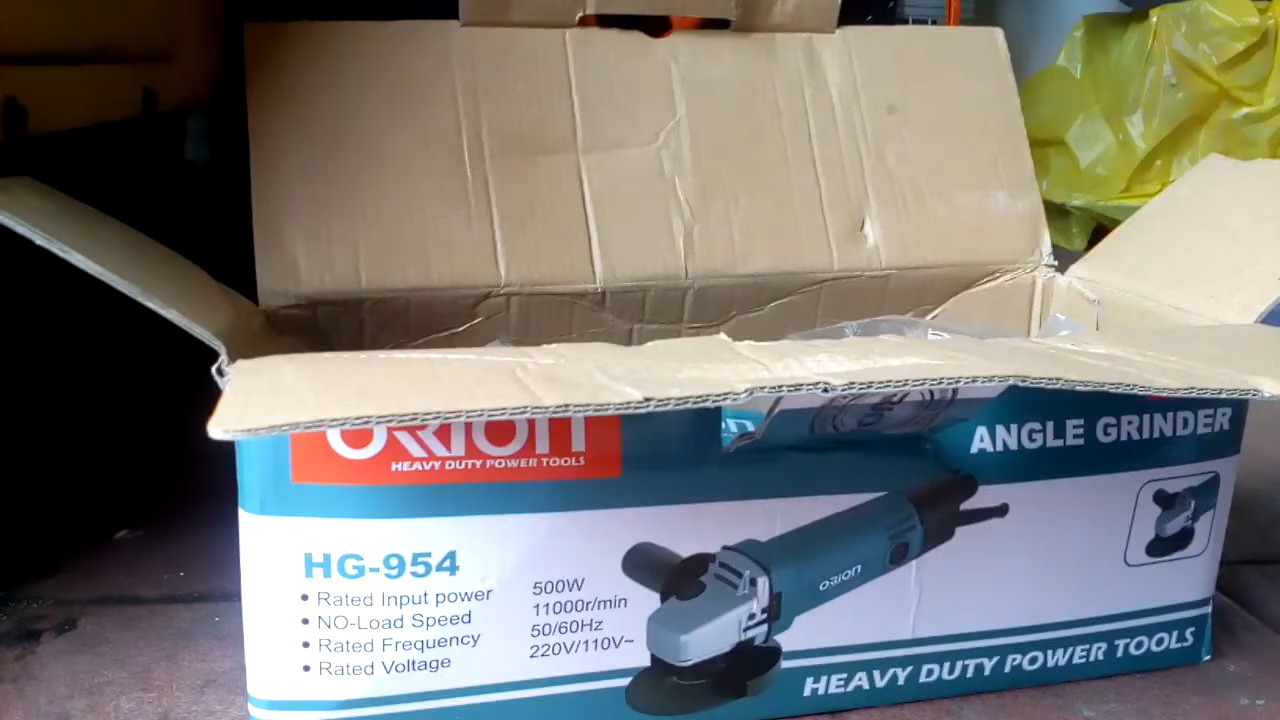 ORION
HEAVY DUTY POWER TOOLS
ANGLE GRINDER
HG-954
• Rated Input power 500W
• NO-Load Speed 11000r/min
• Rated Frequency 50/60Hz
• Rated Voltage 220V/110V~
ORION
HEAVY DUTY POWER TOOLS